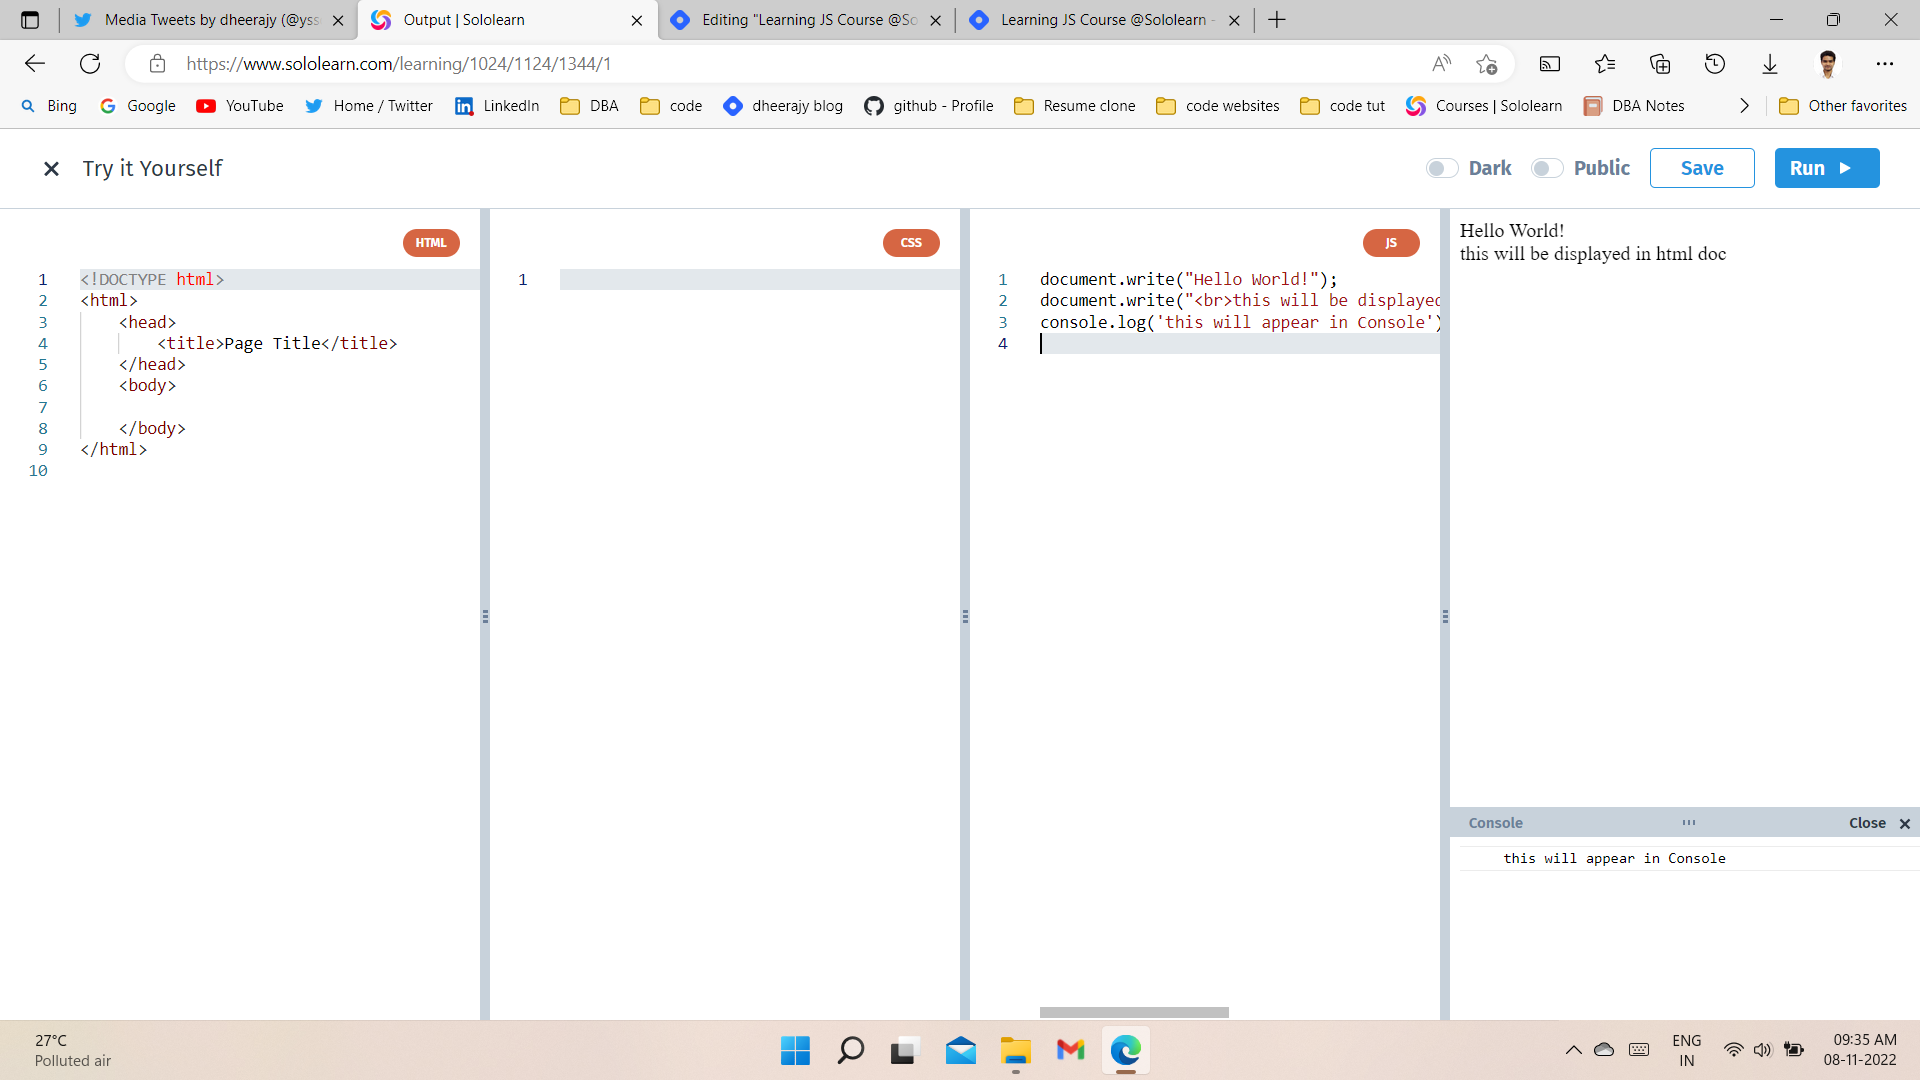 Media Tweets by dheerajy (@yss
Output | Sololearn
Editing "Learning JS Course @So
Learning JS Course @Sololearn -
https://www.sololearn.com/learning/1024/1124/1344/1
Bing
Google
YouTube
Home / Twitter
LinkedIn
DBA
code
dheerajy blog
github - Profile
Resume clone
code websites
code tut
Courses | Sololearn
DBA Notes
Other favorites
Try it Yourself
Dark
Public
Save
Run
HTML
1 <!DOCTYPE html>
2 <html>
3 <head>
4 <title>Page Title</title>
5 </head>
6 <body>
7
8 </body>
9 </html>
10
CSS
1
JS
1 document.write("Hello World!");
2 document.write("<br>this will be displayed
3 console.log('this will appear in Console')
4
Hello World!
this will be displayed in html doc
Console
Close
this will appear in Console
27°C
Polluted air
ENG
IN
09:35 AM
08-11-2022